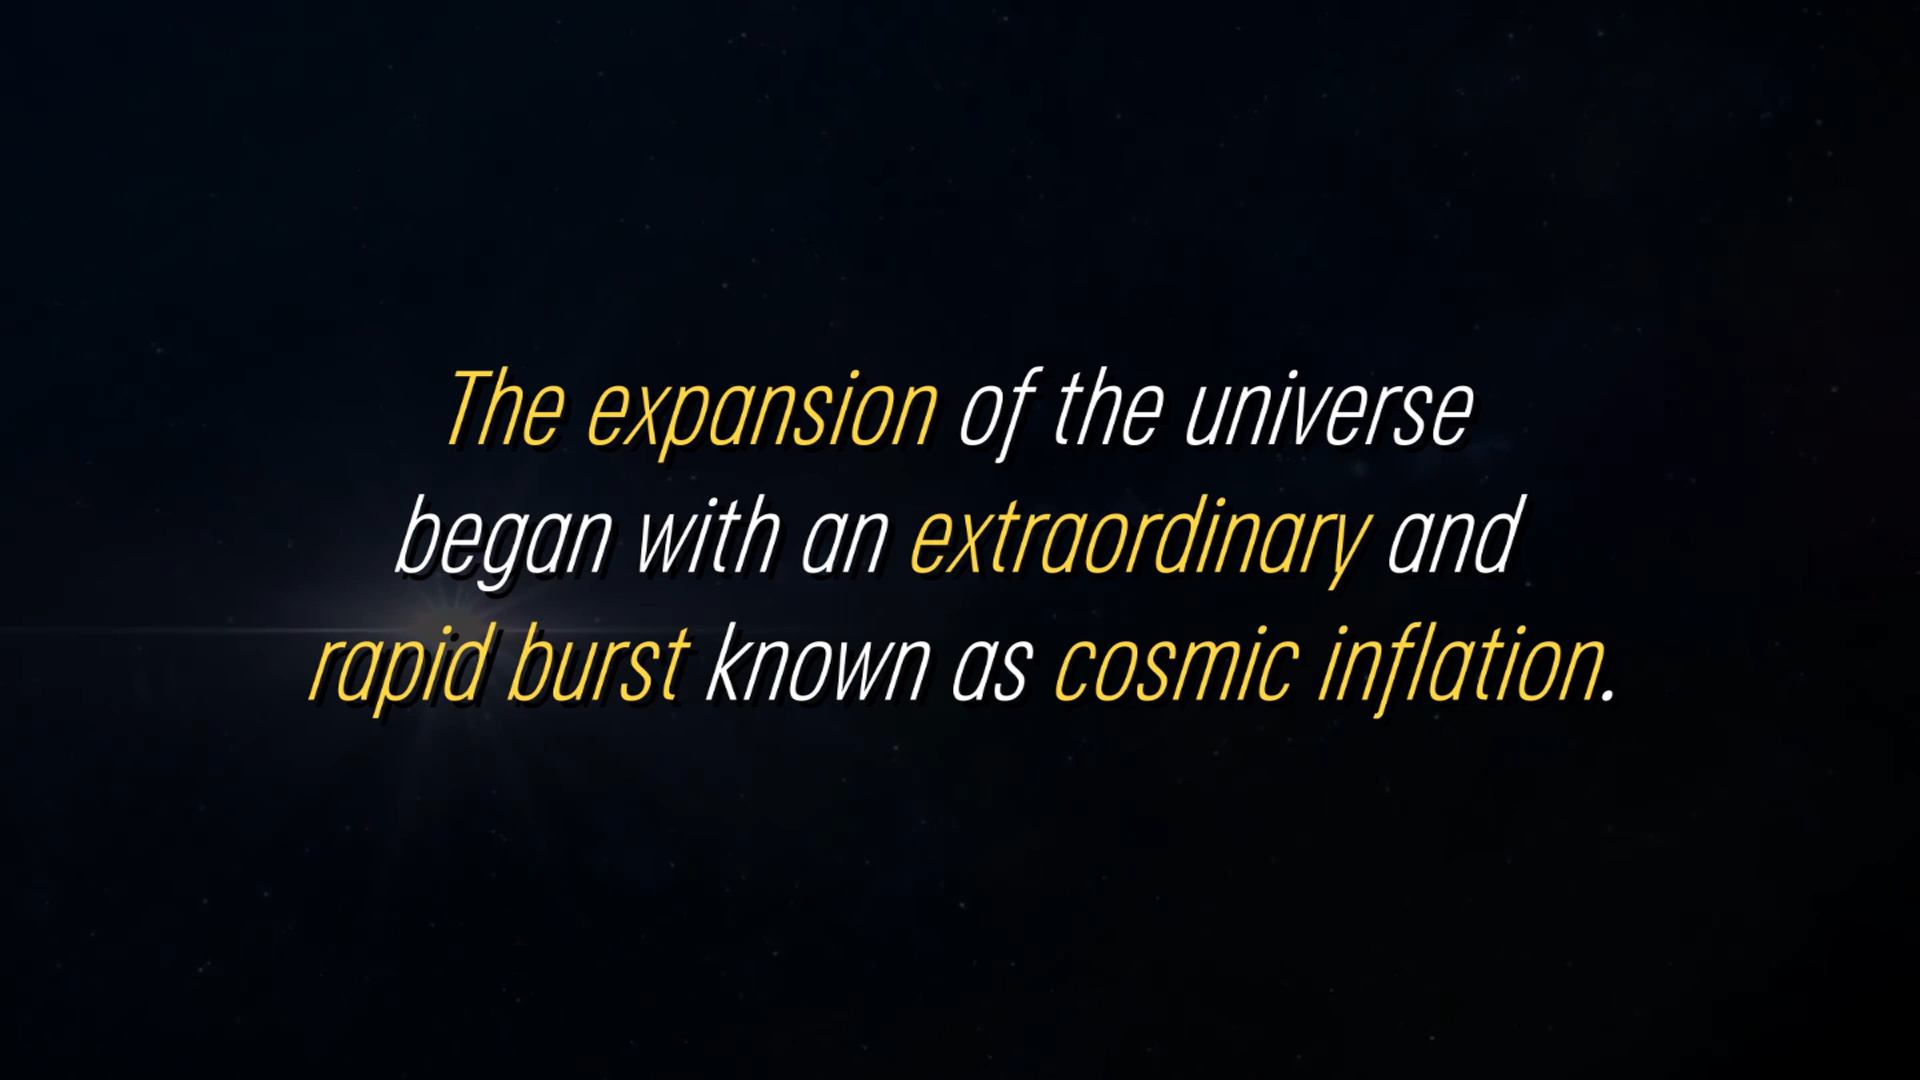 The expansion of the universe
began with an extraordinary and
rapid burst known as cosmic inflation.